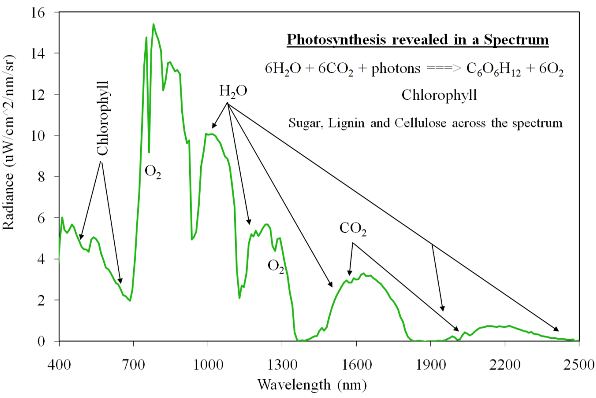 Photosynthesis revealed in a Spectrum
6H₂O + 6CO₂ + photons ===> C₆O₆H₁₂ + 6O₂
Chlorophyll
Sugar, Lignin and Cellulose across the spectrum
Radiance (uW/cm^2/nm/sr)
16
14
12
10
8
6
4
2
0
Chlorophyll
O₂
H₂O
O₂
CO₂
400
700
1000
1300
1600
1900
2200
2500
Wavelength (nm)